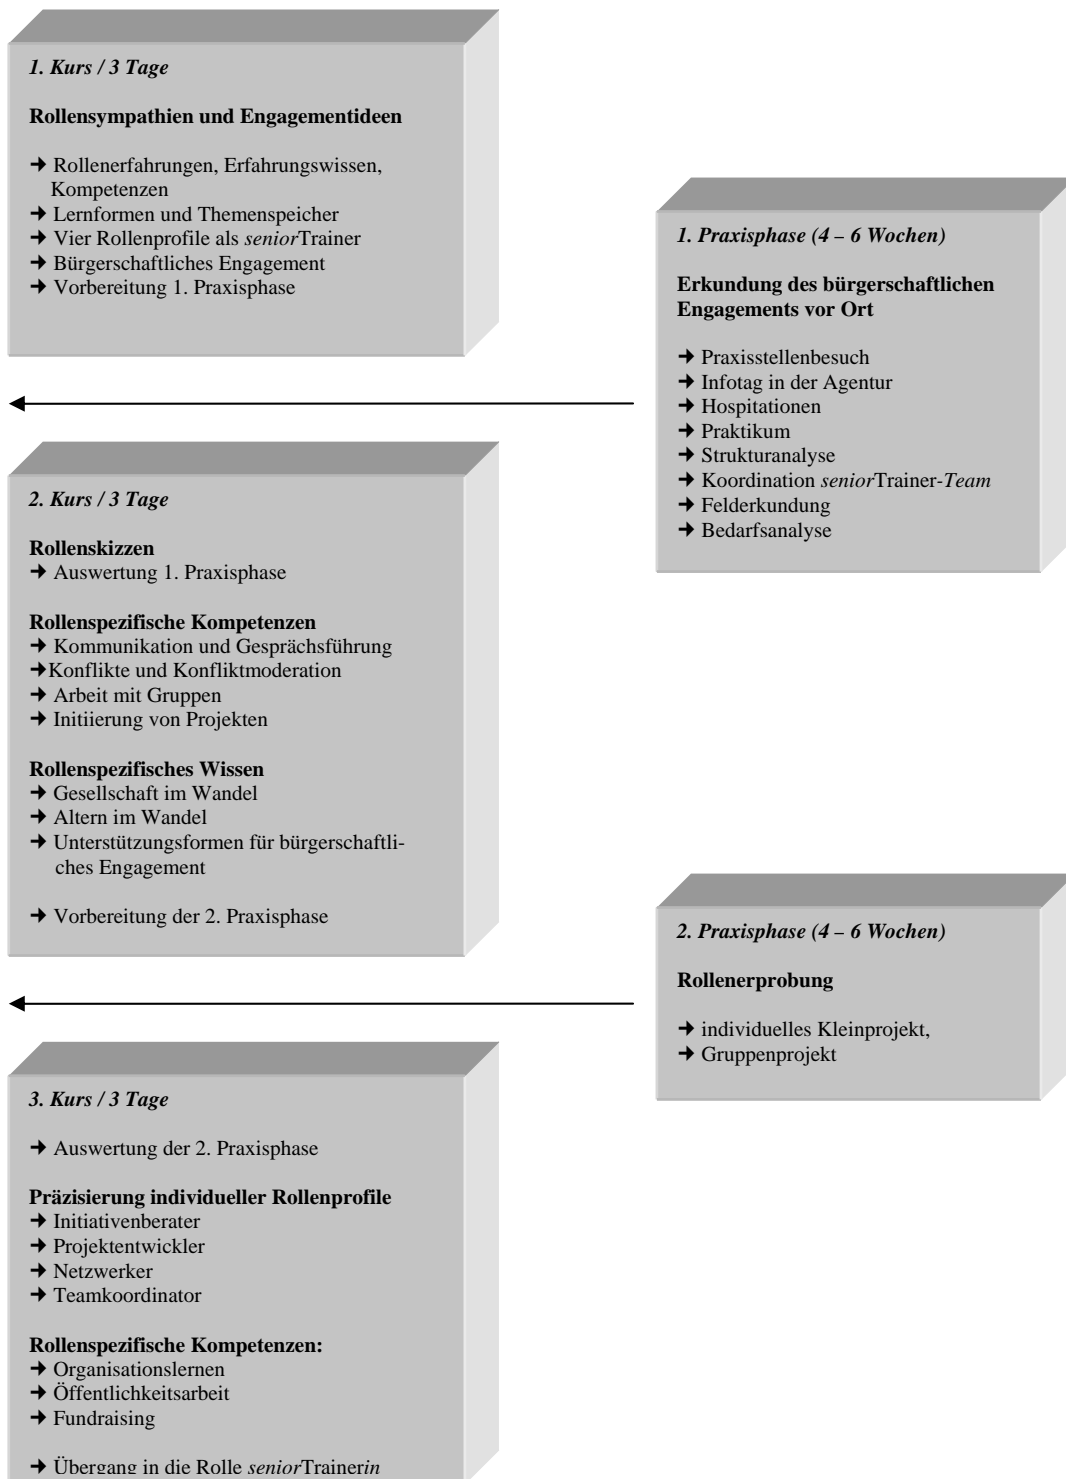 1. Kurs / 3 Tage
Rollensympathien und Engagementideen
➔ Rollenerfahrungen, Erfahrungswissen,
Kompetenzen
➔ Lernformen und Themenspeicher
➔ Vier Rollenprofile als seniorTrainer
➔ Bürgerschaftliches Engagement
➔ Vorbereitung 1. Praxisphase
1. Praxisphase (4 – 6 Wochen)
Erkundung des bürgerschaftlichen
Engagements vor Ort
➔ Praxisstellenbesuch
➔ Infotag in der Agentur
➔ Hospitationen
➔ Praktikum
➔ Strukturanalyse
➔ Koordination seniorTrainer-Team
➔ Felderkundung
➔ Bedarfsanalyse
2. Kurs / 3 Tage
Rollenskizzen
➔ Auswertung 1. Praxisphase
Rollenspezifische Kompetenzen
➔ Kommunikation und Gesprächsführung
➔Konflikte und Konfliktmoderation
➔ Arbeit mit Gruppen
➔ Initiierung von Projekten
Rollenspezifisches Wissen
➔ Gesellschaft im Wandel
➔ Altern im Wandel
➔ Unterstützungsformen für bürgerschaftli-
ches Engagement
➔ Vorbereitung der 2. Praxisphase
2. Praxisphase (4 – 6 Wochen)
Rollenerprobung
➔ individuelles Kleinprojekt,
➔ Gruppenprojekt
3. Kurs / 3 Tage
➔ Auswertung der 2. Praxisphase
Präzisierung individueller Rollenprofile
➔ Initiativenberater
➔ Projektentwickler
➔ Netzwerker
➔ Teamkoordinator
Rollenspezifische Kompetenzen:
➔ Organisationslernen
➔ Öffentlichkeitsarbeit
➔ Fundraising
➔ Übergang in die Rolle seniorTrainerin